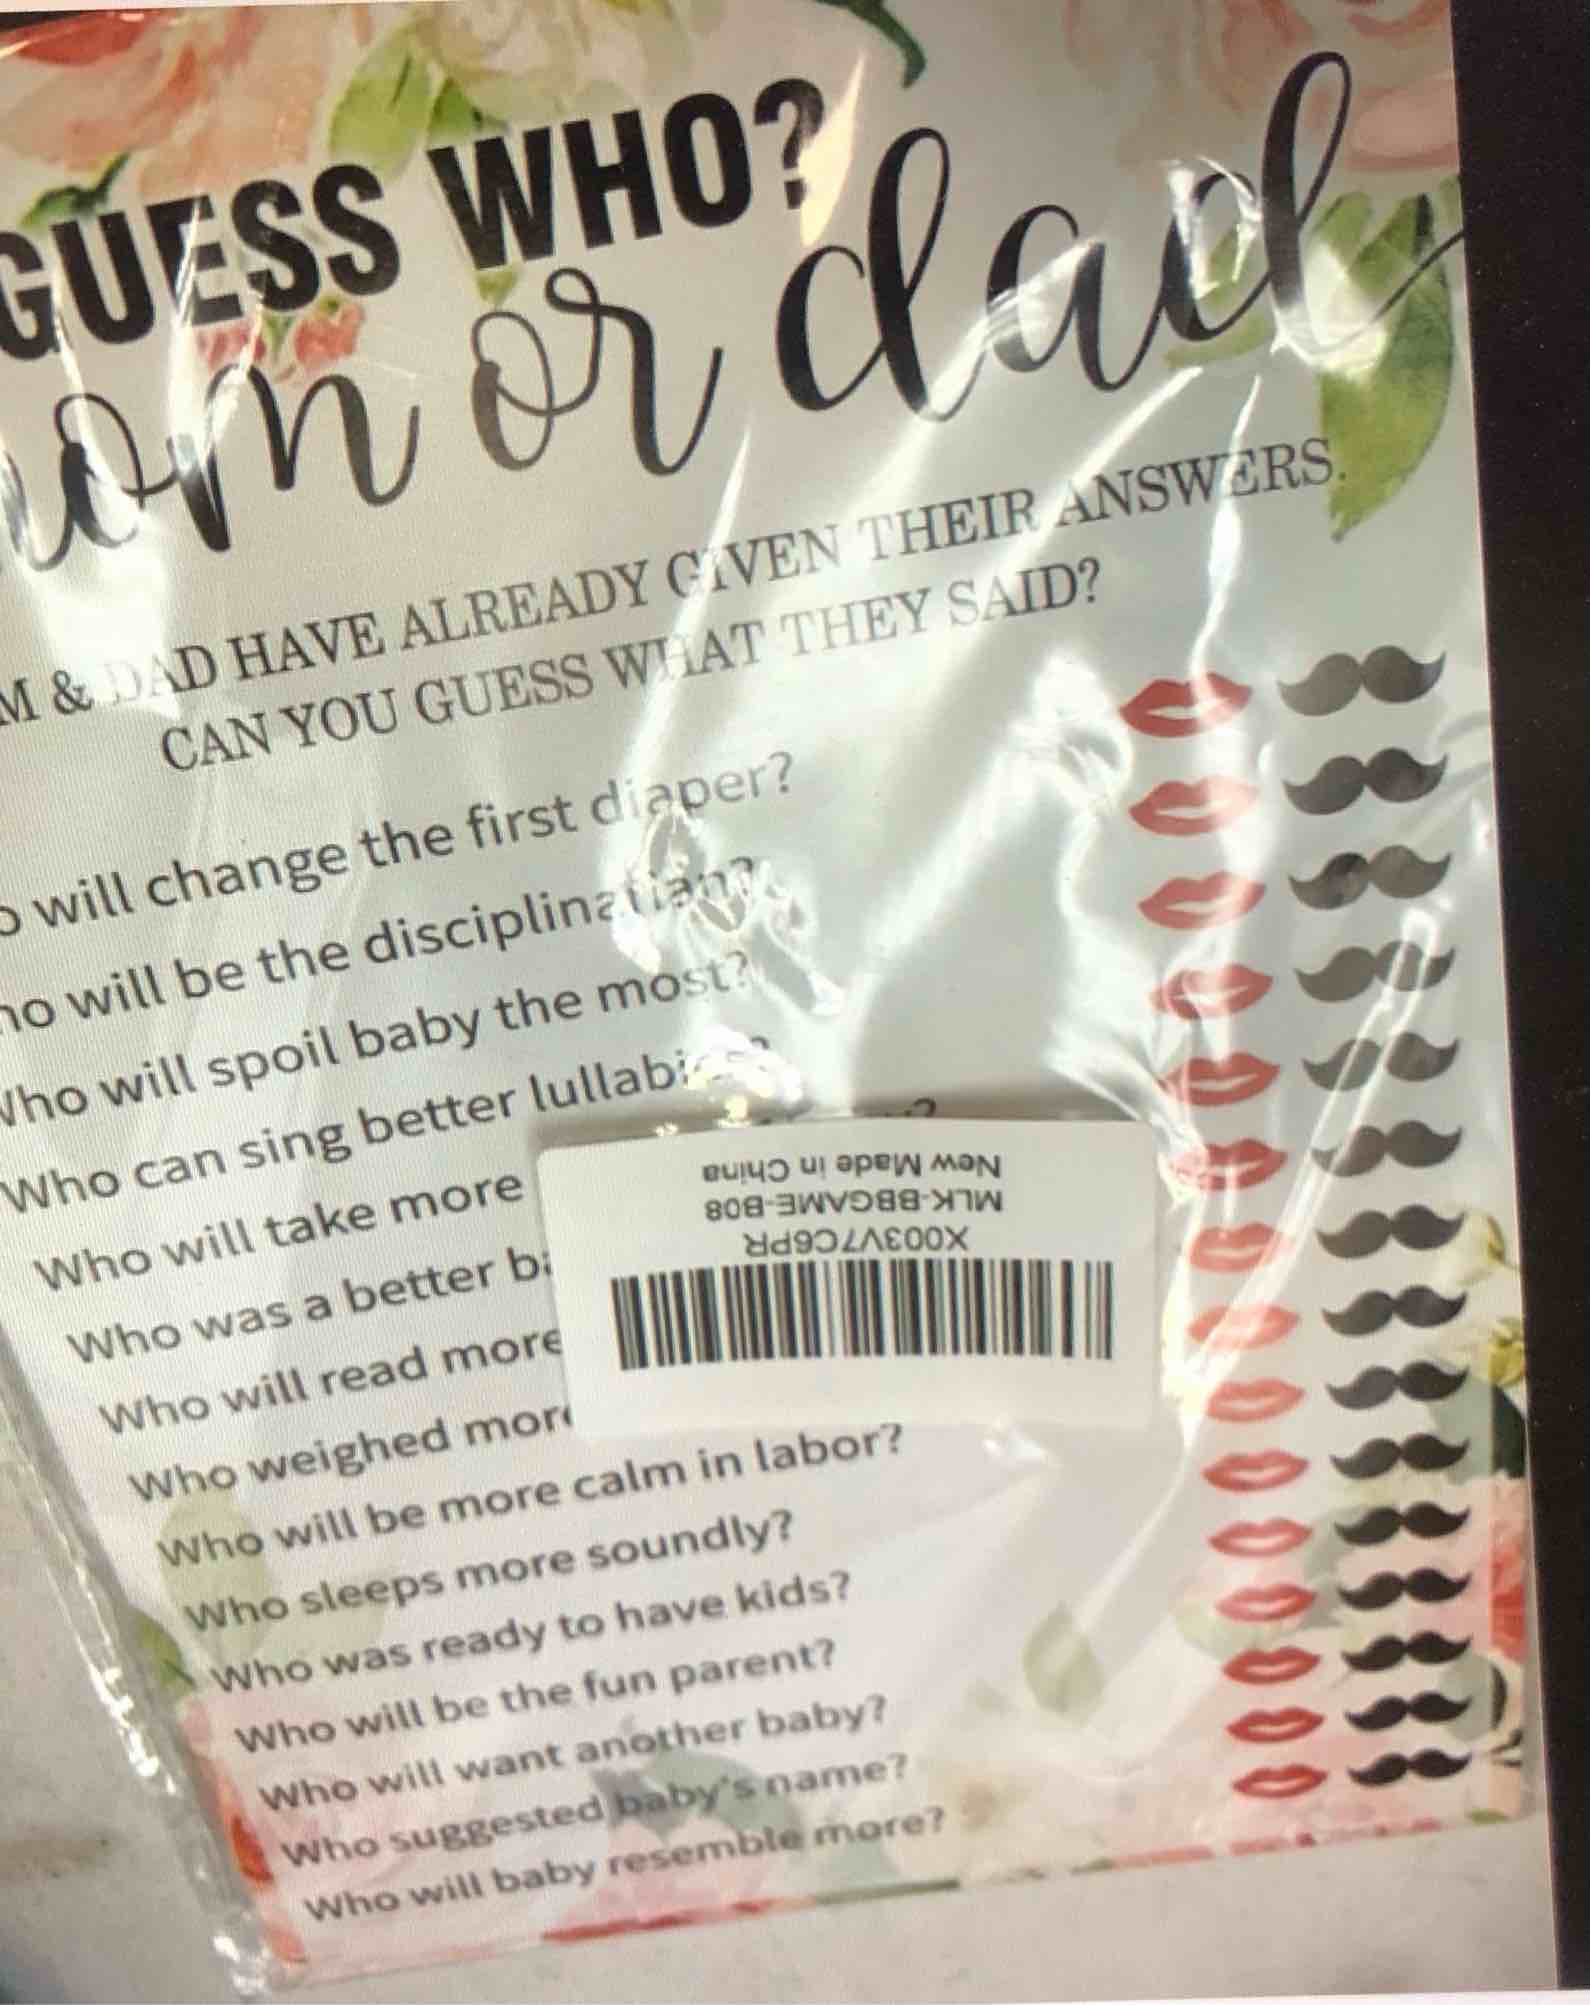 GUESS WHO?
mom or dad
M & DAD HAVE ALREADY GIVEN THEIR ANSWERS.
CAN YOU GUESS WHAT THEY SAID?
will change the first diaper?
will be the disciplinarian?
Who will spoil baby the most?
Who can sing better lullabies?
Who will take more
Who was a better
Who will read more
Who weighed more
Who will be more calm in labor?
Who sleeps more soundly?
Who was ready to have kids?
Who will be the fun parent?
Who will want another baby?
Who suggested baby's name?
Who will baby resemble more?
X003V7C6PR
MLK-BBGAME-B08
New Made in China